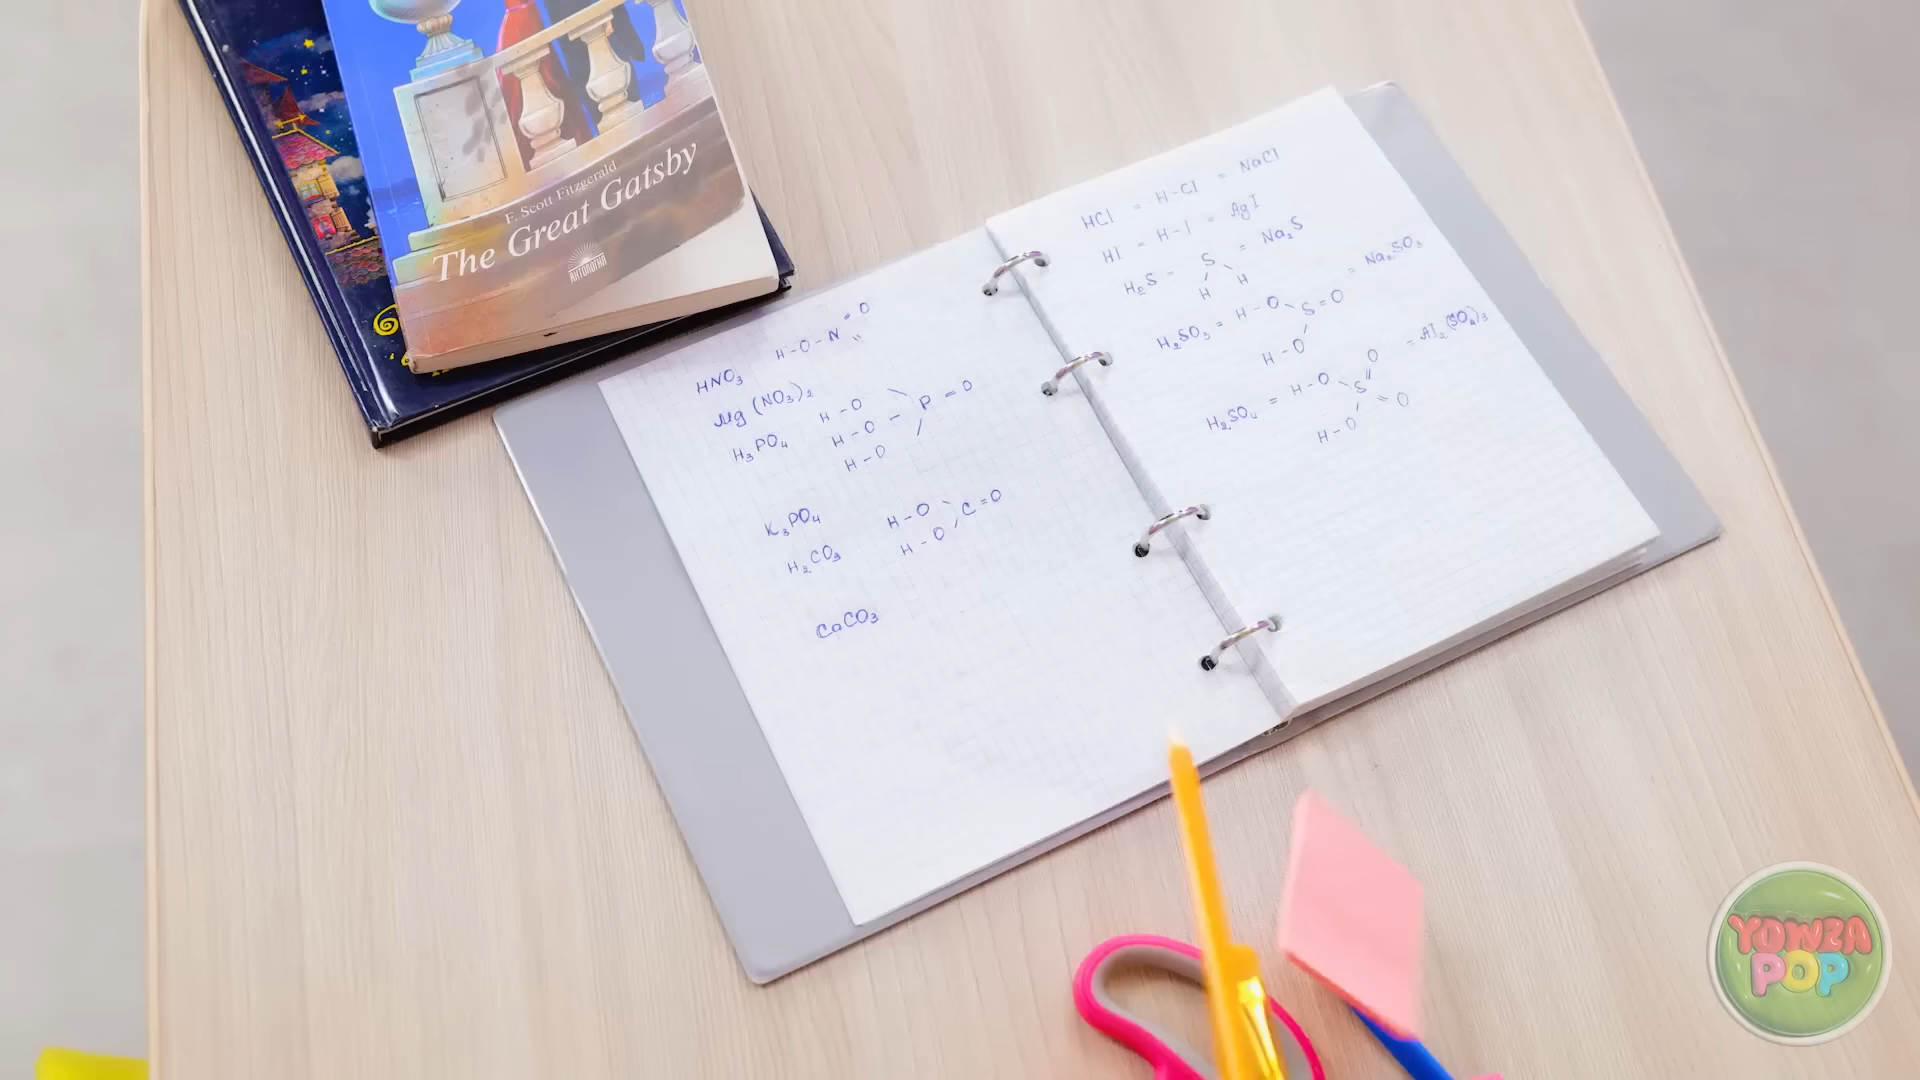 F. Scott Fitzgerald
The Great Gatsby
АНТОЛОГИЯ
HNO₃ H-O-N=O
Mg(NO₃)₂
H₃PO₄ H-O
H-O - P=O
H-O
K₃PO₄
H₂CO₃ H-O C=O
H-O
CaCO₃
HCl = H-Cl = NaCl
HI = H-I = AgI
H₂S = S = Na₂S
H H
H₂SO₃ = H-O S=O = Na₂SO₃
H-O
H₂SO₄ = H-O S=O = Al₂(SO₄)₃
O
H-O
YOWZA
POP